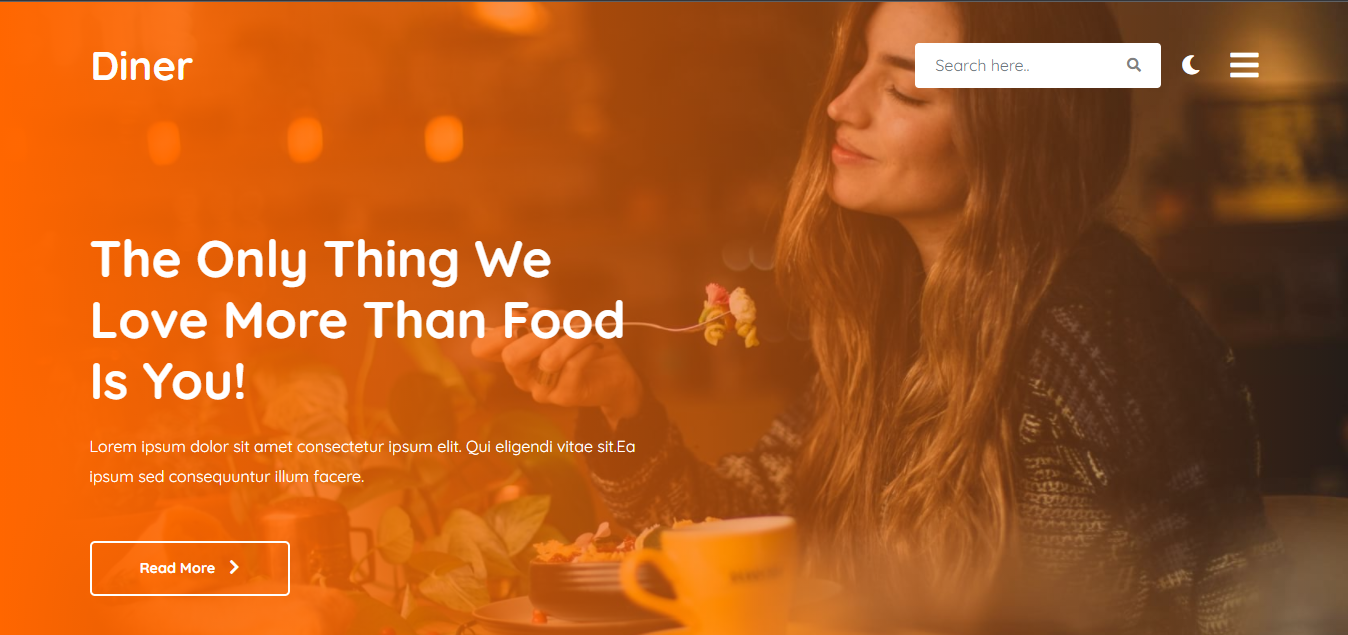 Diner
Search here..
The Only Thing We
Love More Than Food
Is You!
Lorem ipsum dolor sit amet consectetur ipsum elit. Qui eligendi vitae sit.Ea
ipsum sed consequuntur illum facere.
Read More